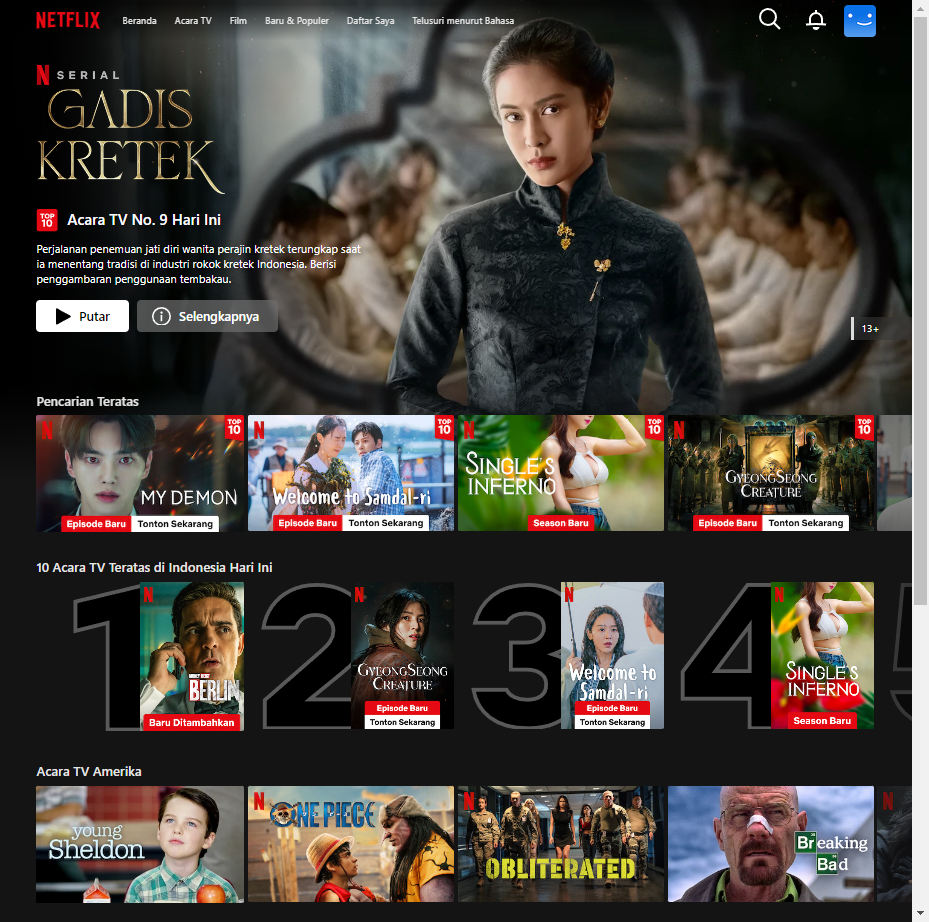 NETFLIX Beranda Acara TV Film Baru & Populer Daftar Saya Telusuri menurut Bahasa
N SERIAL
GADIS
KRETEK
TOP 10 Acara TV No. 9 Hari Ini
Perjalanan penemuan jati diri wanita perajin kretek terungkap saat
ia menentang tradisi di industri rokok kretek Indonesia. Berisi
penggambaran penggunaan tembakau.
Putar Selengkapnya
13+
Pencarian Teratas
N TOP 10
MY DEMON
Episode Baru Tonton Sekarang
N TOP 10
Welcome to Samdal-ri
Episode Baru Tonton Sekarang
N TOP 10
SINGLE'S
INFERNO
Season Baru
N TOP 10
GYEONGSEONG
CREATURE
Episode Baru Tonton Sekarang
10 Acara TV Teratas di Indonesia Hari Ini
1
N
MONEY HEIST
BERLIN
Baru Ditambahkan
2
N
GYEONGSEONG
CREATURE
Episode Baru
Tonton Sekarang
3
N
Welcome to
Samdal-ri
Episode Baru
Tonton Sekarang
4
N
SINGLE'S
INFERNO
Season Baru
5
Acara TV Amerika
young
Sheldon
N
ONE PIECE
N
OBLITERATED
Breaking
Bad
N